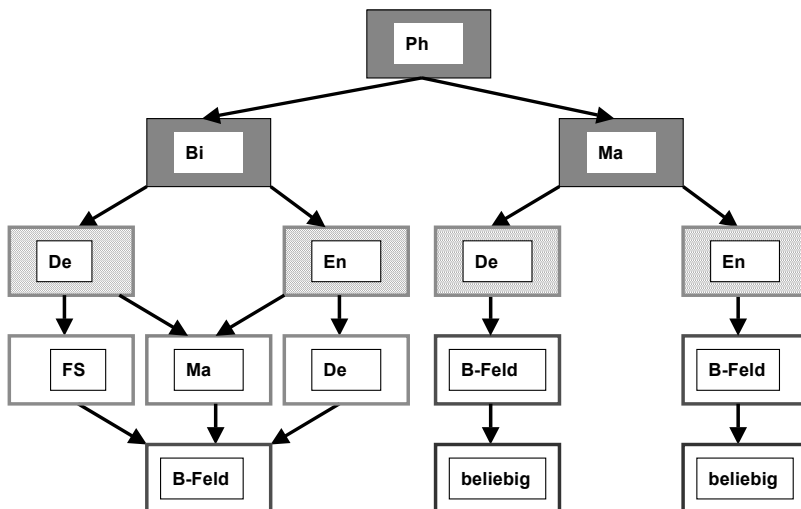 Ph
Bi
Ma
De
En
De
En
FS
Ma
De
B-Feld
B-Feld
B-Feld
beliebig
beliebig